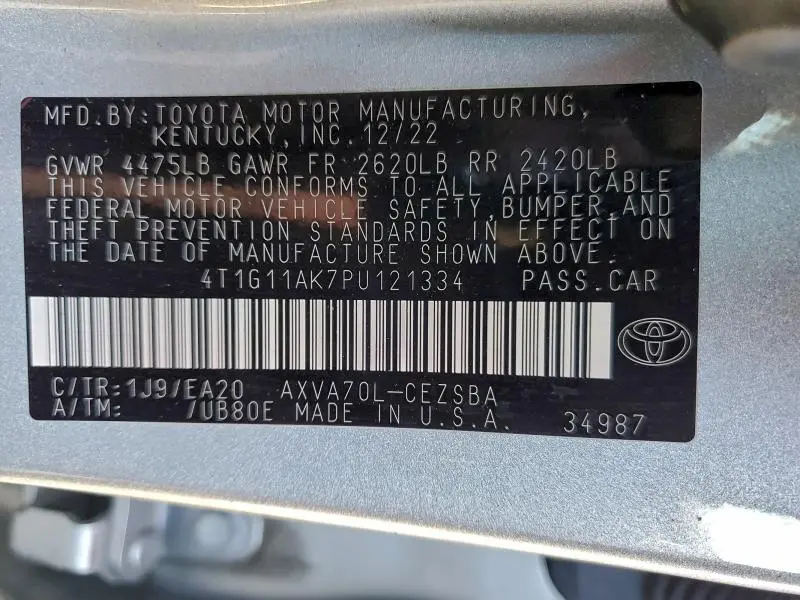 MFD.BY:TOYOTA MOTOR MANUFACTURING,
KENTUCKY,INC.12/22
GVWR 4475LB GAWR FR 2620LB RR 2420LB
THIS VEHICLE CONFORMS TO ALL APPLICABLE
FEDERAL MOTOR VEHICLE SAFETY,BUMPER,AND
THEFT PREVENTION STANDARDS IN EFFECT ON
THE DATE OF MANUFACTURE SHOWN ABOVE.
4T1G11AK7PU121334 PASS.CAR
C/TR:1J9/EA20 AXVA70L-CEZSBA
A/TM: /UB80E MADE IN U.S.A. 34987